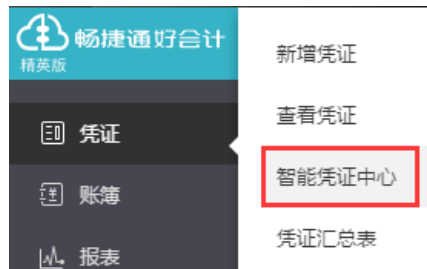 畅捷通好会计
精英版
凭证
账簿
报表
新增凭证
查看凭证
智能凭证中心
凭证汇总表